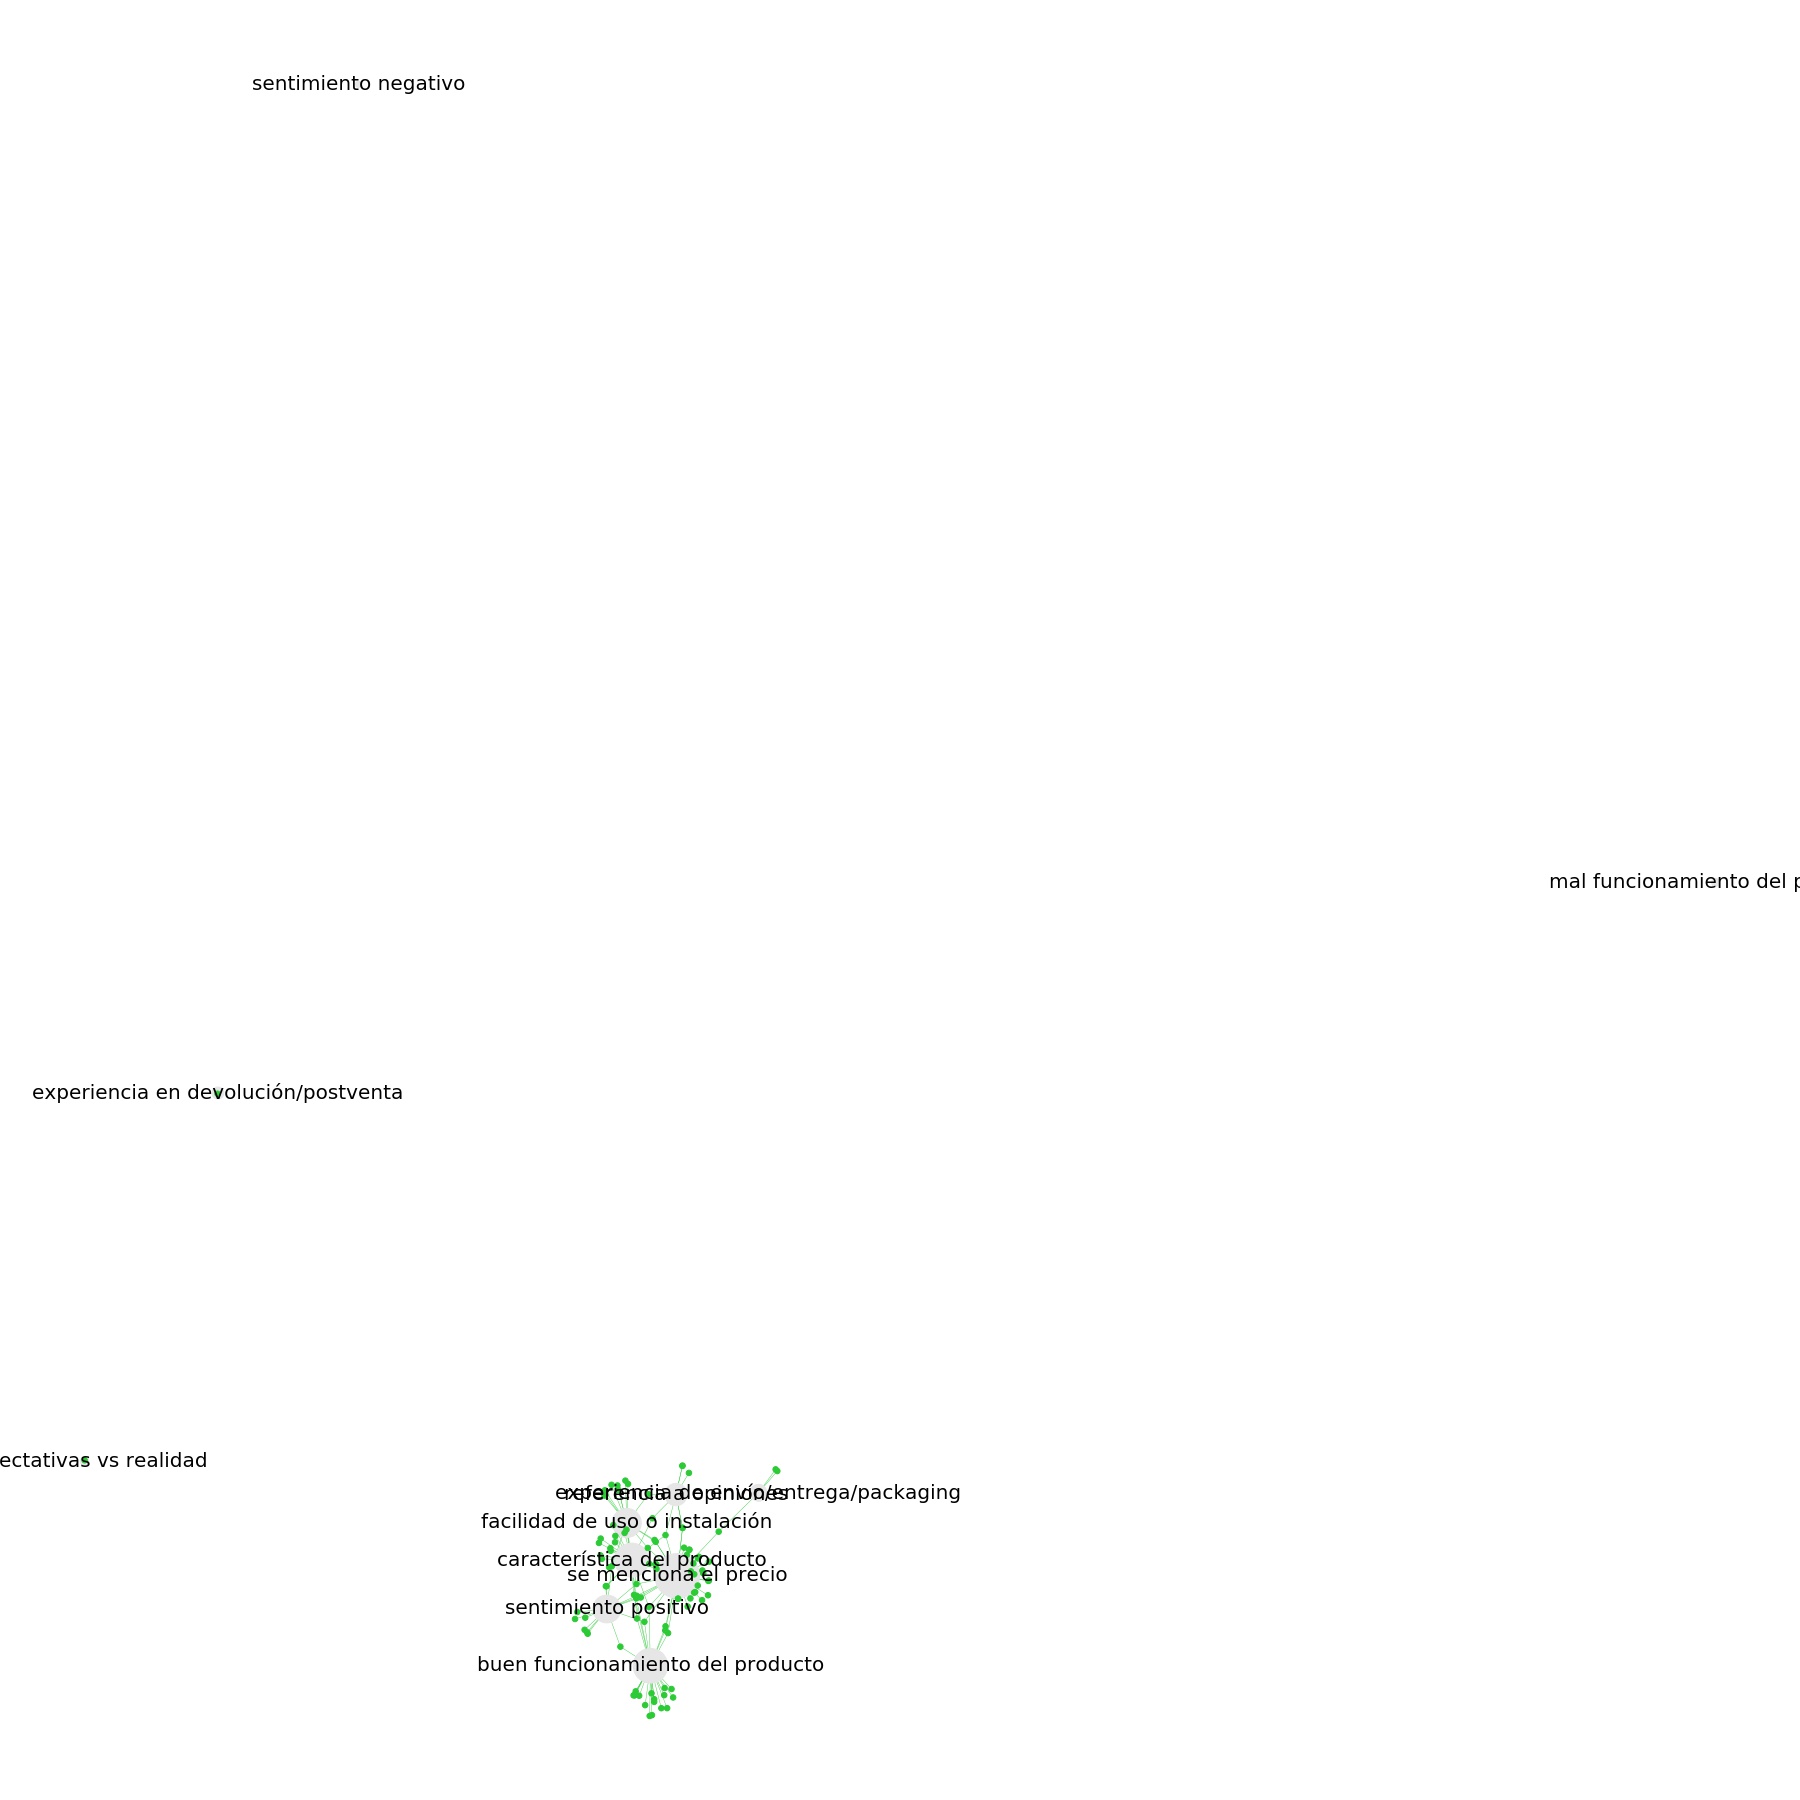 sentimiento negativo
mal funcionamiento del p
experiencia en devolución/postventa
ectativas vs realidad
experiencia de envío/entrega/packaging
referencia a opiniones
facilidad de uso o instalación
característica del producto
se menciona el precio
sentimiento positivo
buen funcionamiento del producto